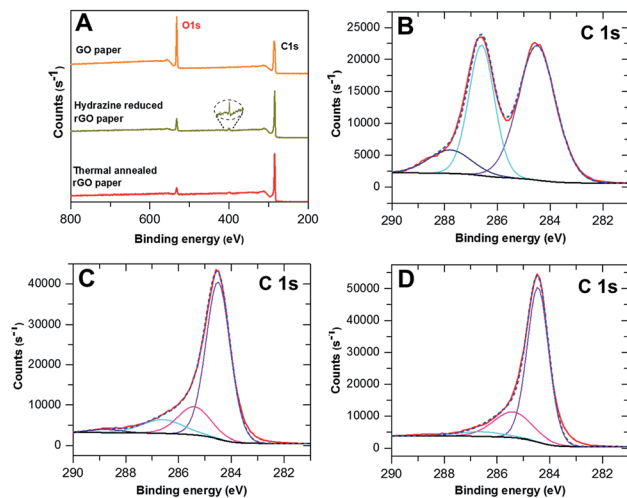 A
O1s
C1s
GO paper
Hydrazine reduced
rGO paper
Thermal annealed
rGO paper
Counts (s⁻¹)
800 600 400 200
Binding energy (eV)
B
C 1s
Counts (s⁻¹)
25000
20000
15000
10000
5000
0
290 288 286 284 282
Binding energy (eV)
C
C 1s
Counts (s⁻¹)
40000
30000
20000
10000
0
290 288 286 284 282
Binding energy (eV)
D
C 1s
Counts (s⁻¹)
50000
40000
30000
20000
10000
0
290 288 286 284 282
Binding energy (eV)